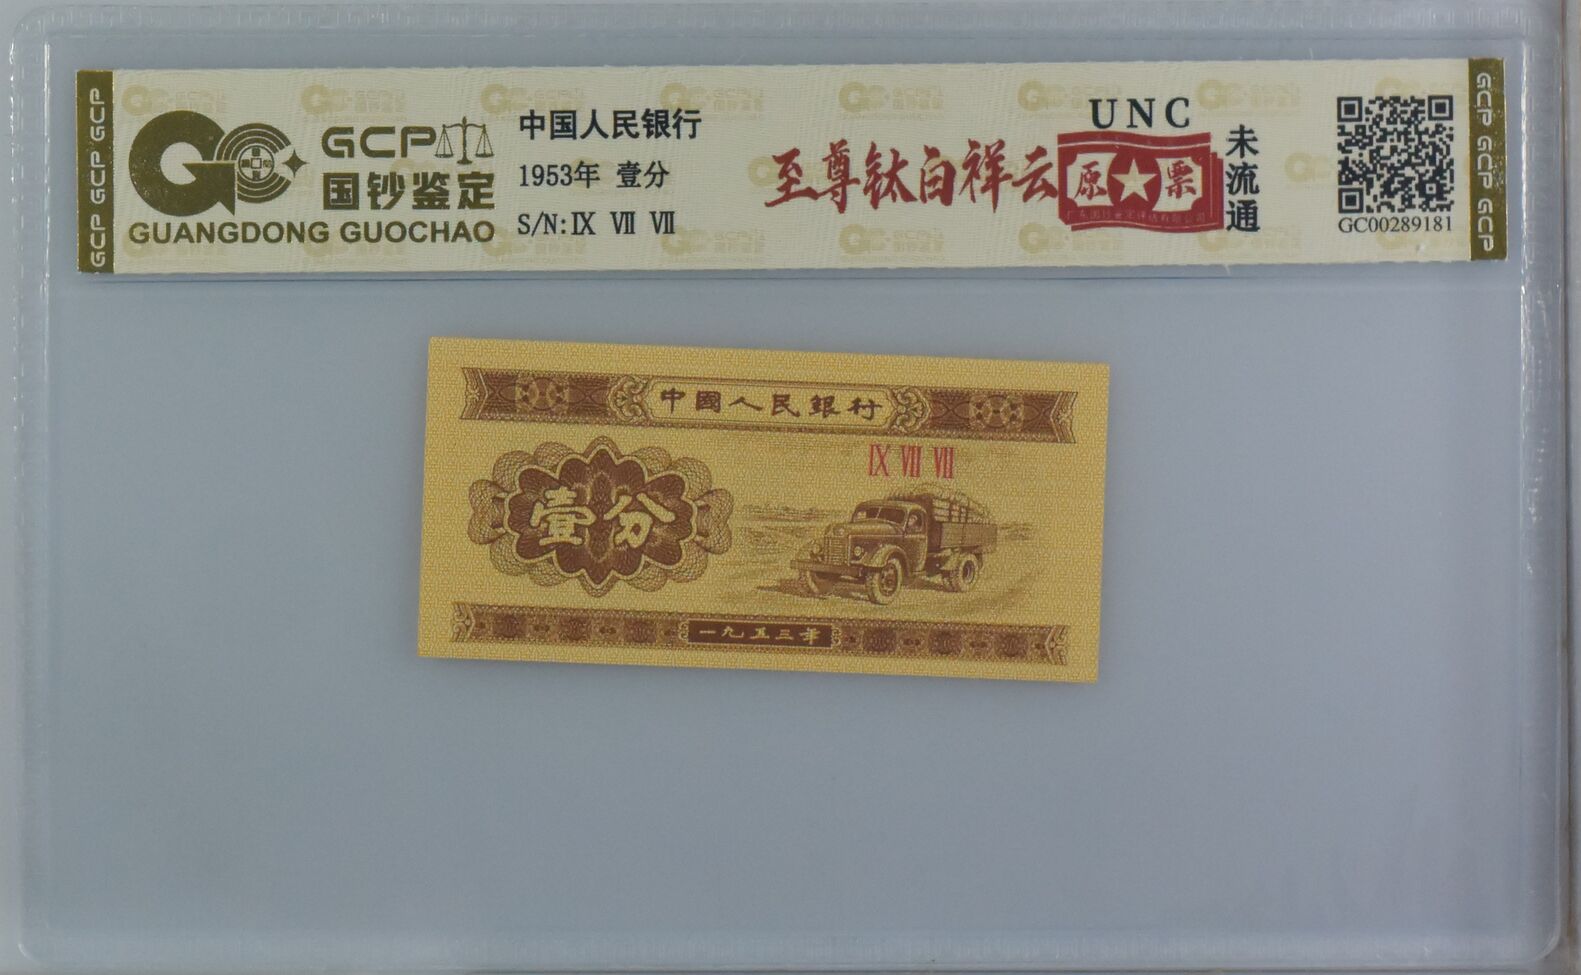 GCP GCP GCP
GCP
国钞鉴定
GUANGDONG GUOCHAO
中国人民银行
1953年 壹分
S/N: IX VII VII
至尊钛白祥云
原票
UNC
未流通
GC00289181
GCP GCP GCP
中國人民銀行
IX VII VII
壹分
一九五三年